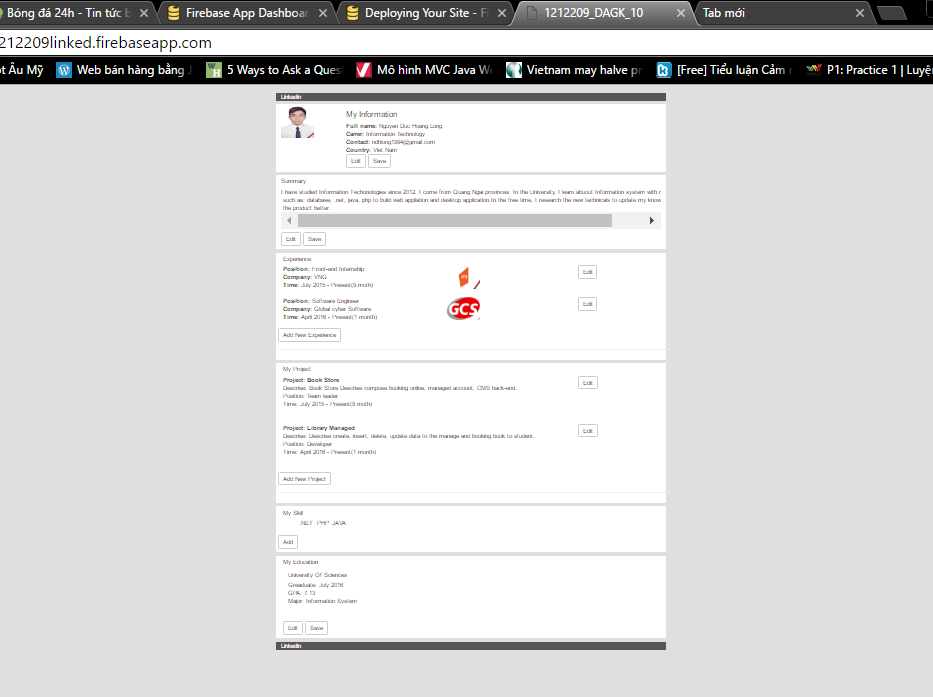 Bóng đá 24h - Tin tức b
Firebase App Dashboar
Deploying Your Site - Fi
1212209_DAGK_10
Tab mới
212209linked.firebaseapp.com
t Âu Mỹ
Web bán hàng bằng J
5 Ways to Ask a Quest
Mô hình MVC Java We
Vietnam may halve pr
[Free] Tiểu luận Cảm n
P1: Practice 1 | Luyện
Linkedin
My Information
Full name: Nguyen Duc Hoang Long
Carrer: Information Technology
Contact: ndhlong1994@gmail.com
Country: Viet Nam
Edit Save
Summary
I have studied Information Techonologies since 2012. I come from Quang Ngai provinces. In the University, I learn abuout Information system with
such as: database, .net, java, php to build web appliation and desktop application.In the free time, I research the new technicals to update my know
the product better.
Edit Save
Experience
Position: Front-end Internship
Company: VNG
Time: July 2015 - Present(9 moth)
Edit
Position: Software Engineer
Company: Global cyber Software
Time: April 2016 - Present(1 month)
GCS
Edit
Add New Experience
My Project
Project: Book Store
Describe: Book Store Describe compose booking online, managed account, CMS back-end.
Position: Team leader
Time: July 2015 - Present(9 moth)
Edit
Project: Library Managed
Describe: Describe create, insert, delete, update data to the manage and booking book to student.
Position: Developer
Time: April 2016 - Present(1 month)
Edit
Add New Project
My Skill
.NET PHP JAVA
Add
My Education
University Of Sciences
Greaduate: July 2016
GPA: 7.13
Major: Information System
Edit Save
Linkedin